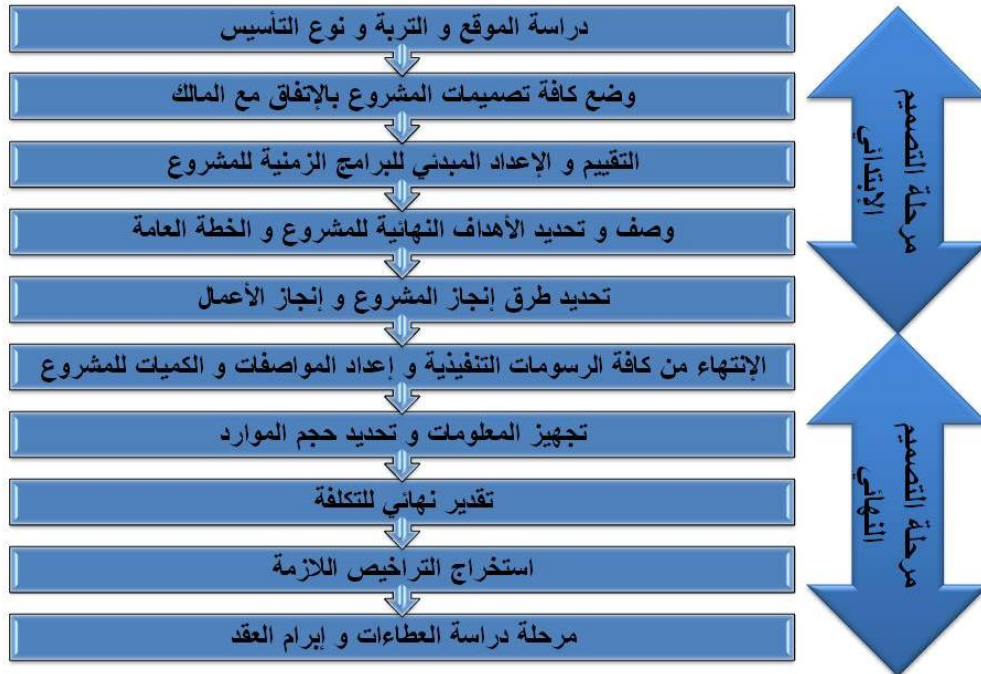 دراسة الموقع و التربة و نوع التأسيس
وضع كافة تصميمات المشروع بالإتفاق مع المالك
التقييم و الإعداد المبدئي للبرامج الزمنية للمشروع
وصف و تحديد الأهداف النهائية للمشروع و الخطة العامة
تحديد طرق إنجاز المشروع و إنجاز الأعمال
الإنتهاء من كافة الرسومات التنفيذية و إعداد المواصفات و الكميات للمشروع
تجهيز المعلومات و تحديد حجم الموارد
تقدير نهائي للتكلفة
استخراج التراخيص اللازمة
مرحلة دراسة العطاءات و إبرام العقد
مرحلة التصميم
الإبتدائي
مرحلة التصميم
النهائي